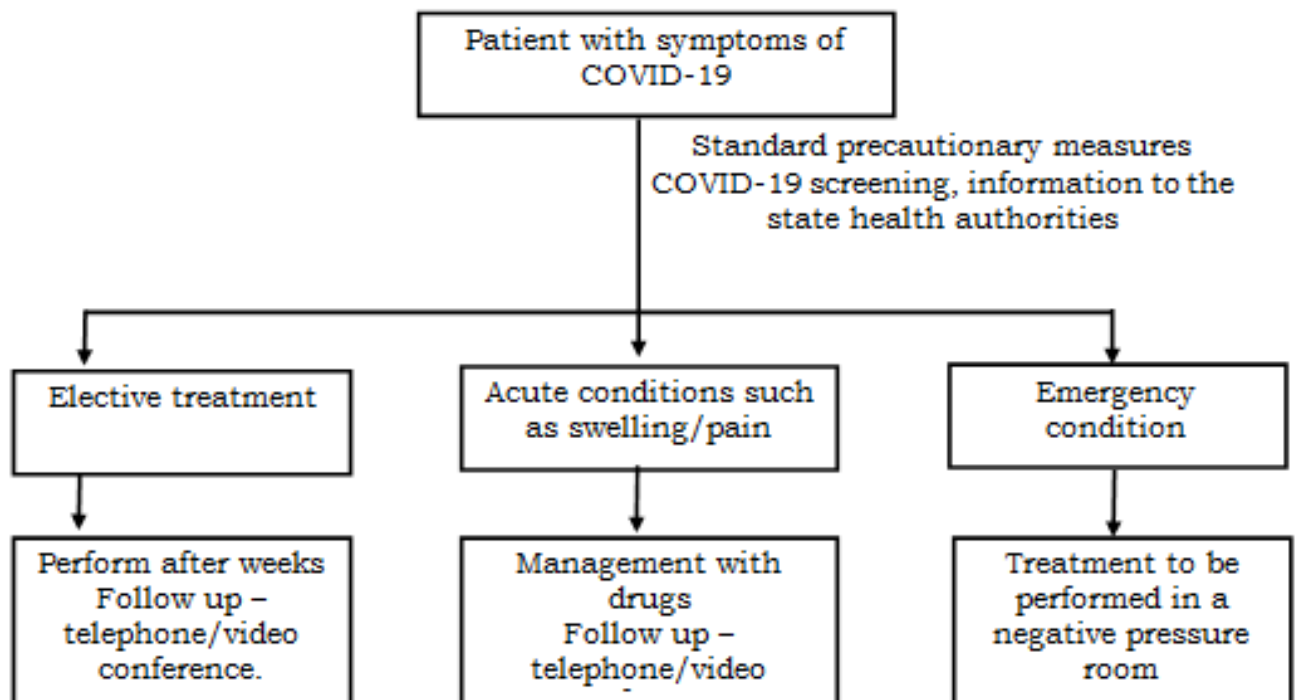 Patient with symptoms of
COVID-19
Standard precautionary measures
COVID-19 screening, information to the
state health authorities
Elective treatment
Acute conditions such
as swelling/pain
Emergency
condition
Perform after weeks
Follow up –
telephone/video
conference.
Management with
drugs
Follow up –
telephone/video
Treatment to be
performed in a
negative pressure
room